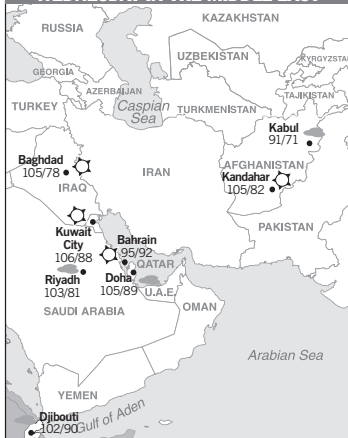 KAZAKHSTAN
RUSSIA
UZBEKISTAN
KYRGYZSTAN
GEORGIA
AZERBAIJAN
TAJIKISTAN
TURKEY
Caspian
Sea
TURKMENISTAN
Kabul
91/71
Baghdad
105/78
IRAN
AFGHANISTAN
Kandahar
105/82
IRAQ
PAKISTAN
Kuwait
City
106/88
Bahrain
95/92
QATAR
Riyadh
103/81
Doha
105/89
U.A.E.
SAUDI ARABIA
OMAN
Arabian Sea
YEMEN
Djibouti
102/90
Gulf of Aden